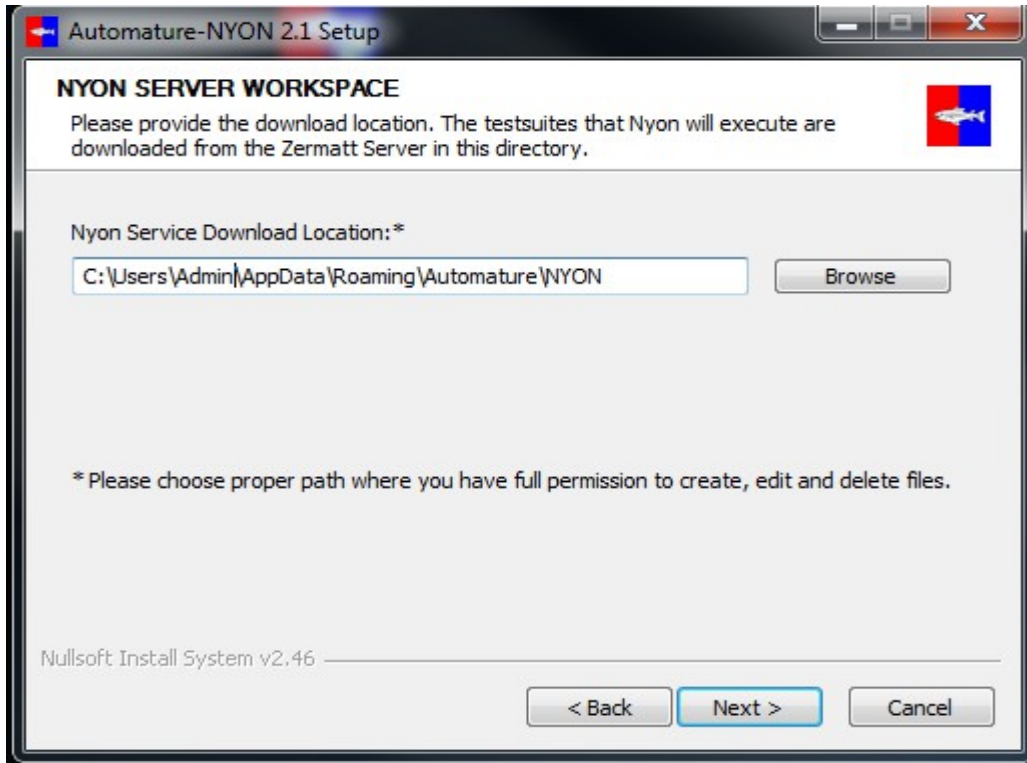 Automature-NYON 2.1 Setup
NYON SERVER WORKSPACE
Please provide the download location. The testsuites that Nyon will execute are
downloaded from the Zermatt Server in this directory.
Nyon Service Download Location:*
C:\Users\Admin\AppData\Roaming\Automature\NYON
Browse
* Please choose proper path where you have full permission to create, edit and delete files.
Nullsoft Install System v2.46
< Back
Next >
Cancel